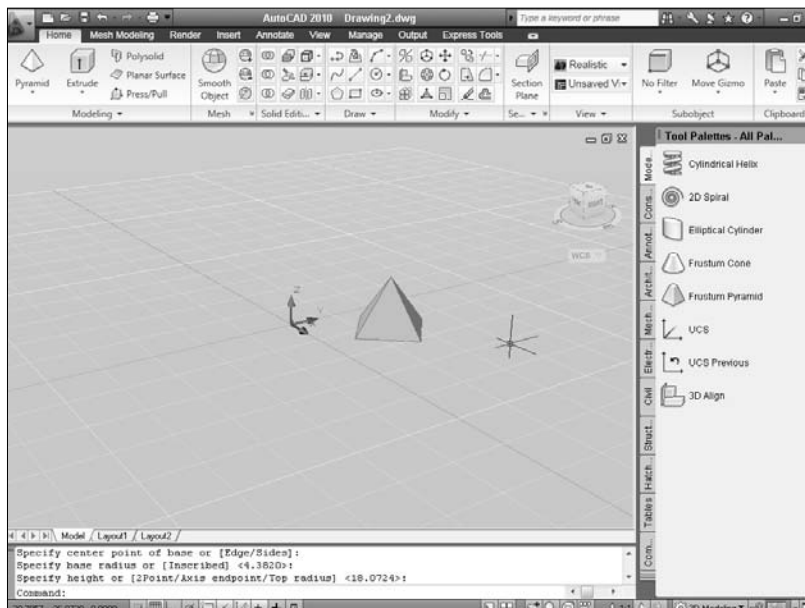 AutoCAD 2010 Drawing2.dwg
Type a keyword or phrase
Home Mesh Modeling Render Insert Annotate View Manage Output Express Tools
Pyramid
Extrude
Polysolid
Planar Surface
Press/Pull
Smooth Object
Section Plane
Realistic
Unsaved Vi
No Filter
Move Gizmo
Paste
Modeling
Mesh
Solid Editi...
Draw
Modify
Se...
View
Subobject
Clipboard
Tool Palettes - All Pal...
Mode...
Cons...
Annot...
Archit...
Mech...
Electr...
Civil
Struct...
Hatch...
Tables
Com...
Cylindrical Helix
2D Spiral
Elliptical Cylinder
Frustum Cone
Frustum Pyramid
UCS
UCS Previous
3D Align
WCS
Z
Y
Model Layout1 Layout2
Specify center point of base or [Edge/Sides]:
Specify base radius or [Inscribed] <4.3820>:
Specify height or [2Point/Axis endpoint/Top radius] <18.0724>:
Command: